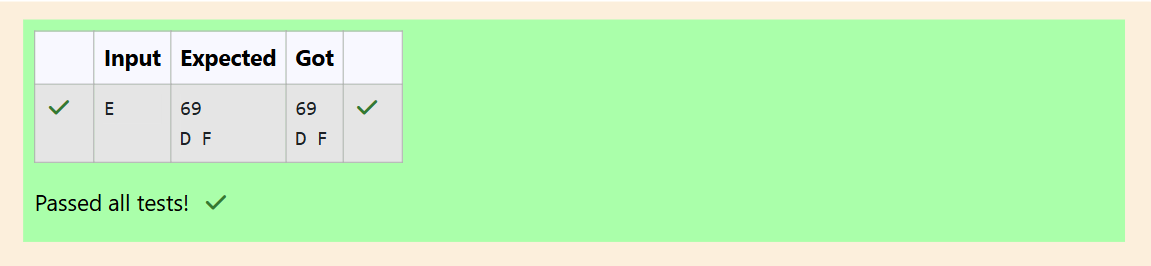 Input Expected Got
E 69 69
D F D F
Passed all tests!